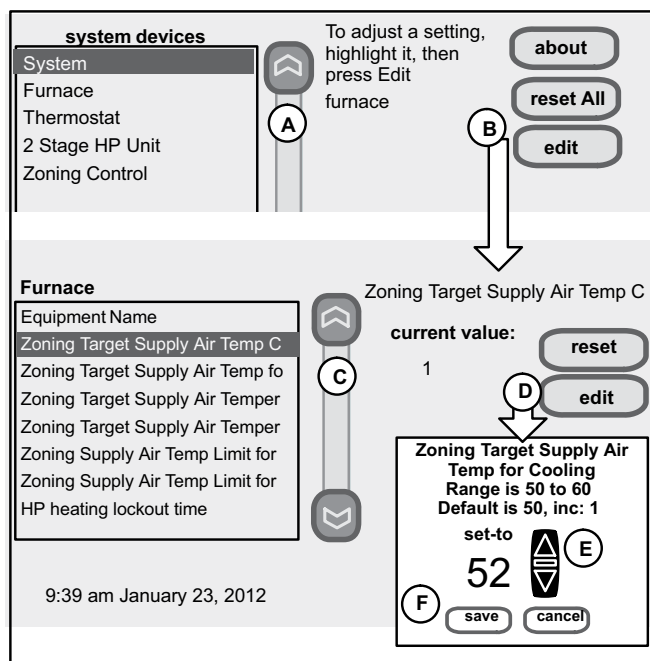 system devices
System
Furnace
Thermostat
2 Stage HP Unit
Zoning Control
A
To adjust a setting,
highlight it, then
press Edit
furnace
about
reset All
B
edit
Furnace
Equipment Name
Zoning Target Supply Air Temp C
Zoning Target Supply Air Temp fo
Zoning Target Supply Air Temper
Zoning Target Supply Air Temper
Zoning Supply Air Temp Limit for
Zoning Supply Air Temp Limit for
HP heating lockout time
C
9:39 am January 23, 2012
Zoning Target Supply Air Temp C
current value:
1
reset
D
edit
Zoning Target Supply Air
Temp for Cooling
Range is 50 to 60
Default is 50, inc: 1
set-to
52
E
F
save
cancel